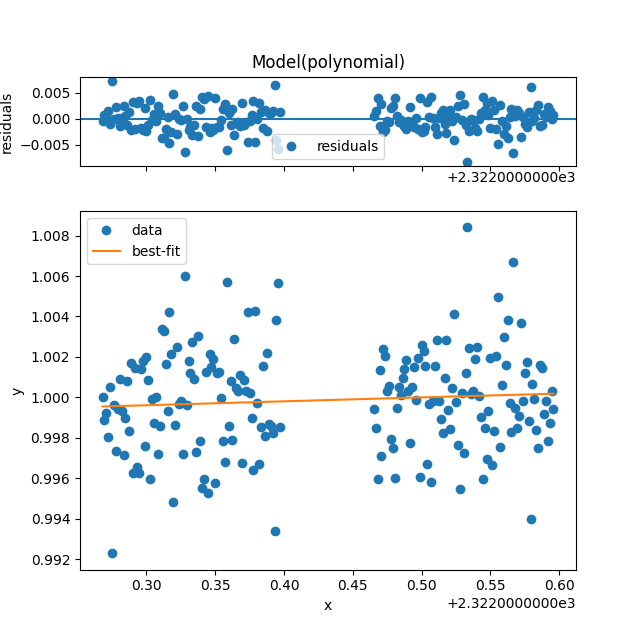 Model(polynomial)
residuals
0.005
0.000
−0.005
residuals
+2.3220000000e3
data
best-fit
y
1.008
1.006
1.004
1.002
1.000
0.998
0.996
0.994
0.992
0.30 0.35 0.40 0.45 0.50 0.55 0.60
x
+2.3220000000e3